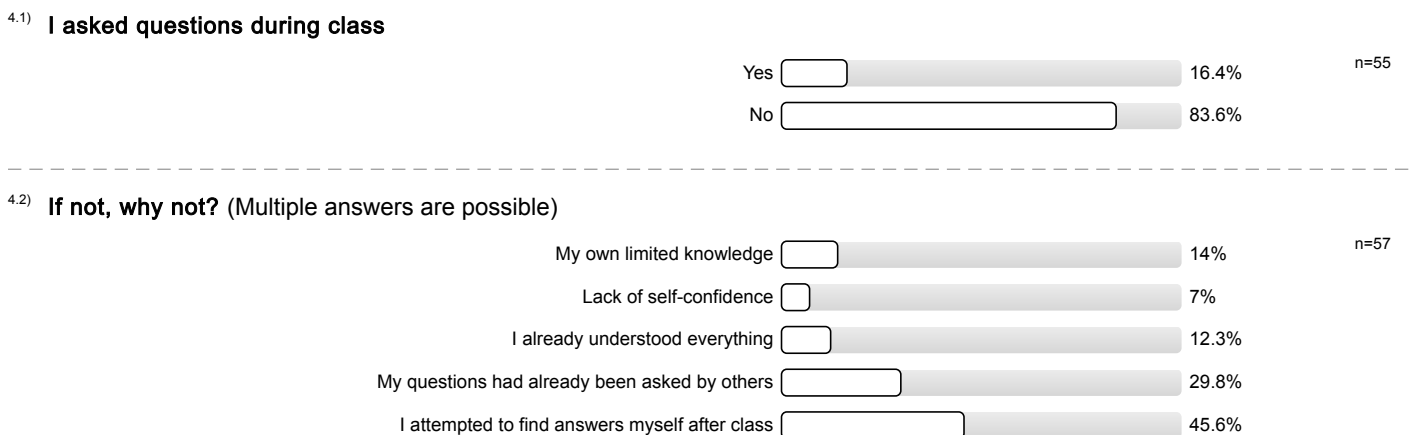 4.1) I asked questions during class
Yes 16.4% n=55
No 83.6%
4.2) If not, why not? (Multiple answers are possible)
My own limited knowledge 14% n=57
Lack of self-confidence 7%
I already understood everything 12.3%
My questions had already been asked by others 29.8%
I attempted to find answers myself after class 45.6%